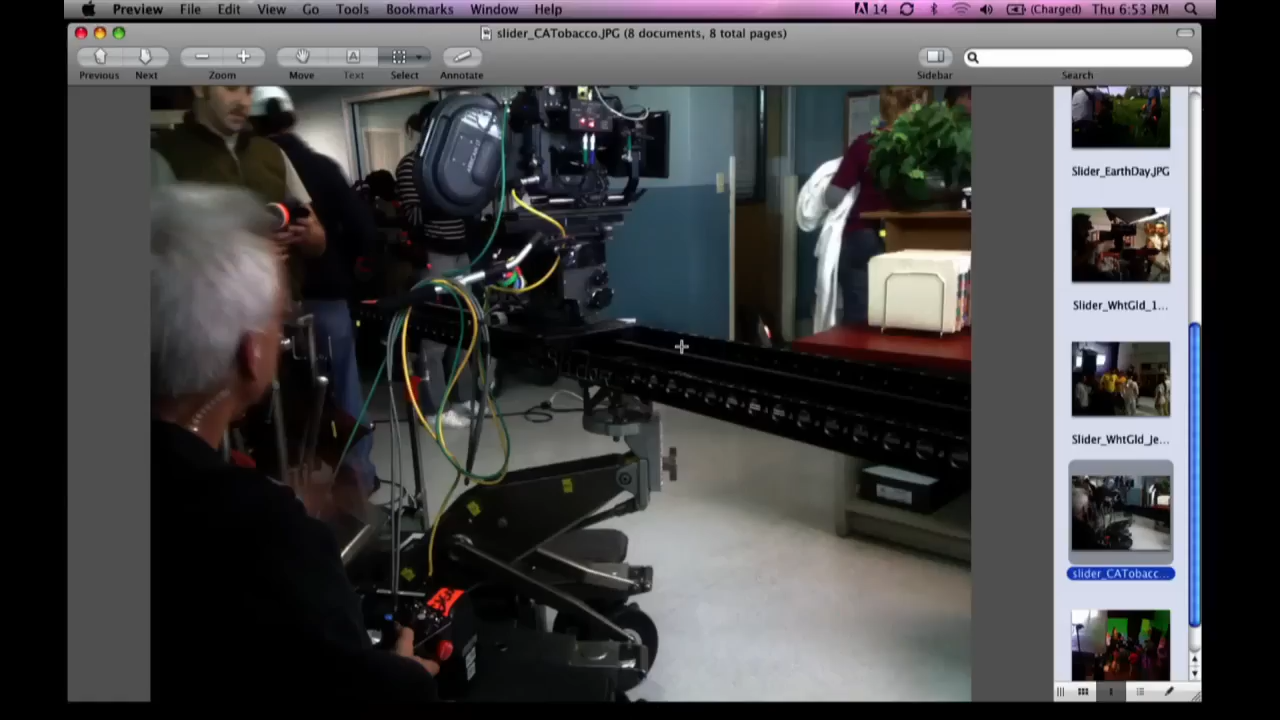 Preview File Edit View Go Tools Bookmarks Window Help 14 (Charged) Thu 6:53 PM
slider_CATobacco.JPG (8 documents, 8 total pages)
Previous Next Zoom Move Text Select Annotate Sidebar Search
Slider_EarthDay.JPG
Slider_WhtGld_1...
Slider_WhtGld_Je...
slider_CATobacc...